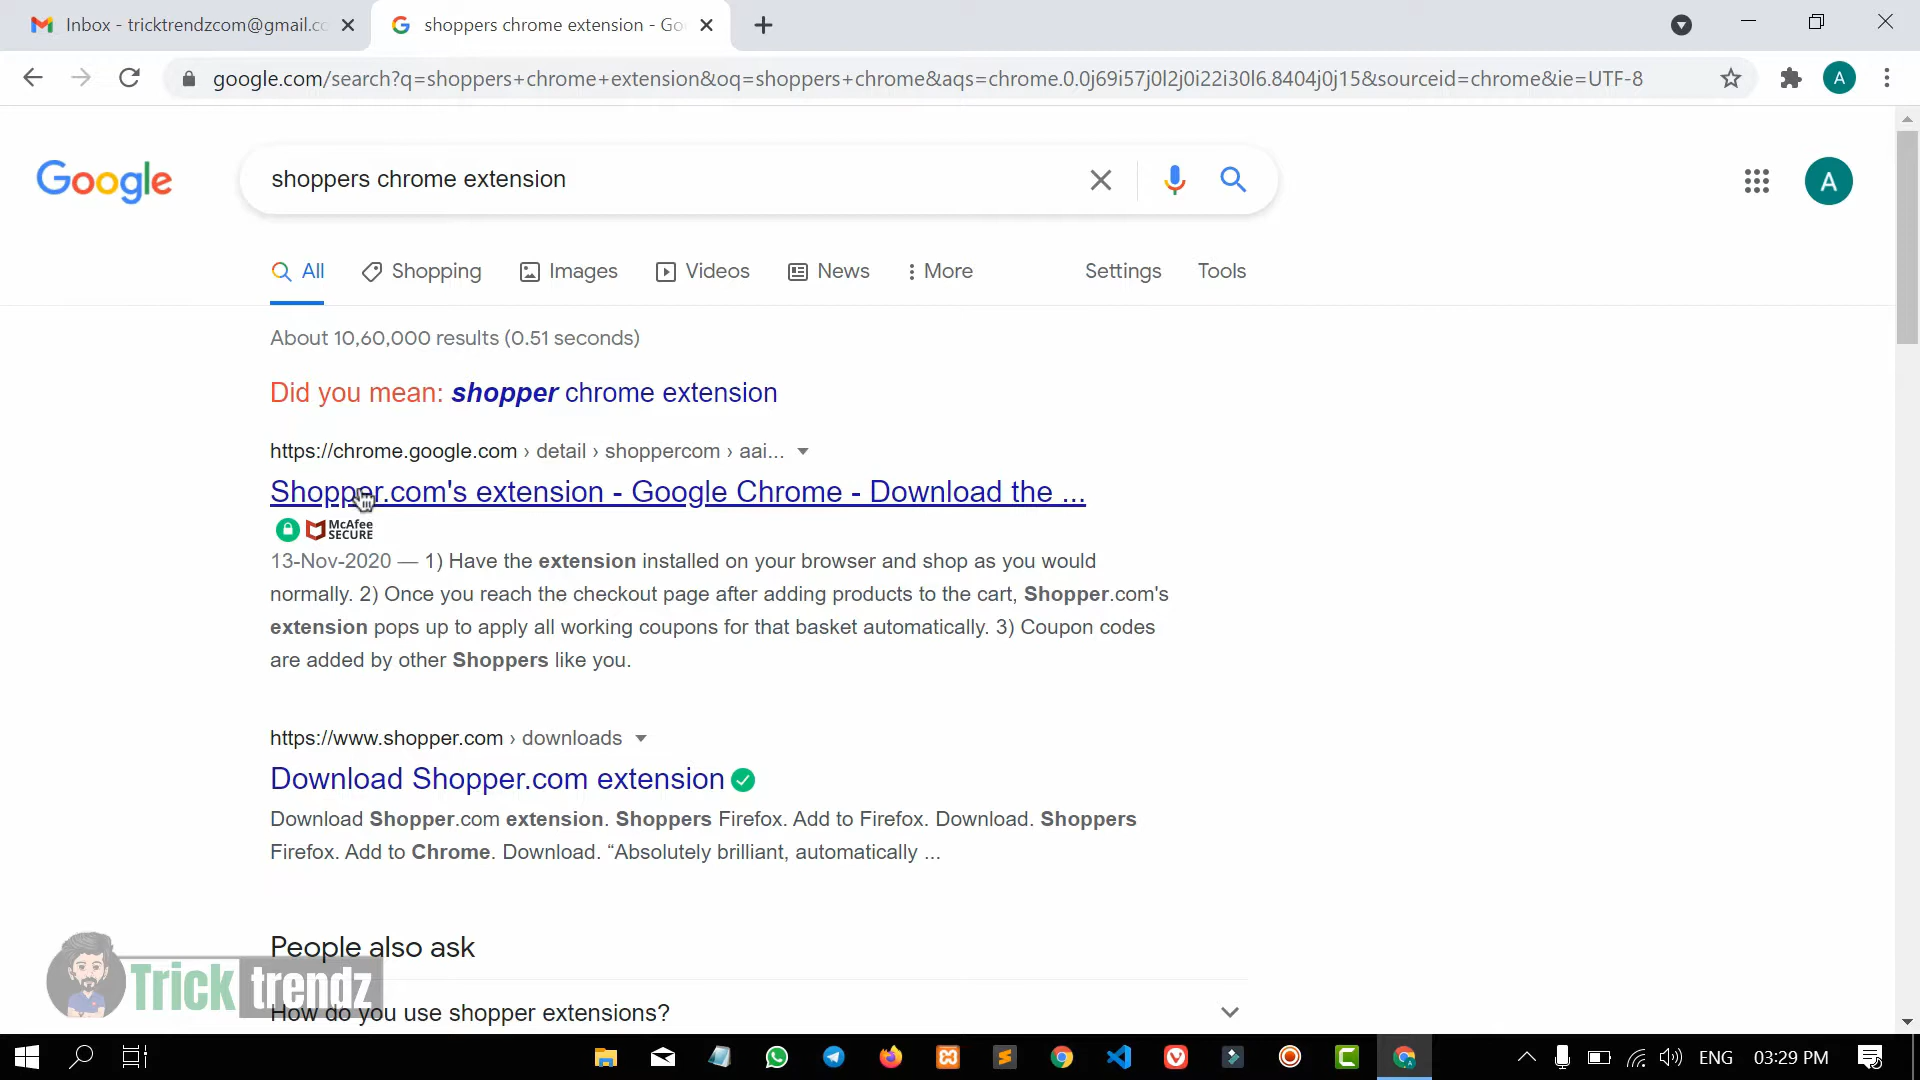 Inbox - tricktrendzcom@gmail.cc
shoppers chrome extension - Go
google.com/search?q=shoppers+chrome+extension&oq=shoppers+chrome&aqs=chrome.0.0j69i57j0l2j0i22i30l6.8404j0j15&sourceid=chrome&ie=UTF-8
A
Google
shoppers chrome extension
A
All
Shopping
Images
Videos
News
More
Settings
Tools
About 10,60,000 results (0.51 seconds)
Did you mean: shopper chrome extension
https://chrome.google.com › detail › shoppercom › aai...
Shopper.com's extension - Google Chrome - Download the ...
McAfee
SECURE
13-Nov-2020 — 1) Have the extension installed on your browser and shop as you would
normally. 2) Once you reach the checkout page after adding products to the cart, Shopper.com's
extension pops up to apply all working coupons for that basket automatically. 3) Coupon codes
are added by other Shoppers like you.
https://www.shopper.com › downloads
Download Shopper.com extension
Download Shopper.com extension. Shoppers Firefox. Add to Firefox. Download. Shoppers
Firefox. Add to Chrome. Download. “Absolutely brilliant, automatically ...
People also ask
Trick trendz
How do you use shopper extensions?
ENG
03:29 PM